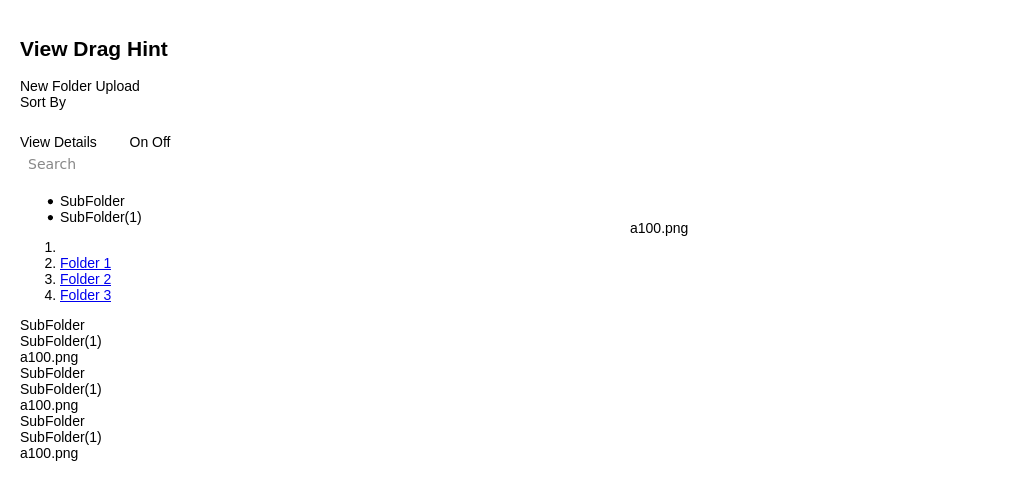 View Drag Hint
New Folder Upload
Sort By
View Details On Off
Search
• SubFolder
• SubFolder(1)
a100.png
1.
2. Folder 1
3. Folder 2
4. Folder 3
SubFolder
SubFolder(1)
a100.png
SubFolder
SubFolder(1)
a100.png
SubFolder
SubFolder(1)
a100.png